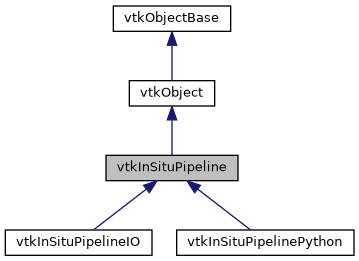 vtkObjectBase
vtkObject
vtkInSituPipeline
vtkInSituPipelineIO
vtkInSituPipelinePython